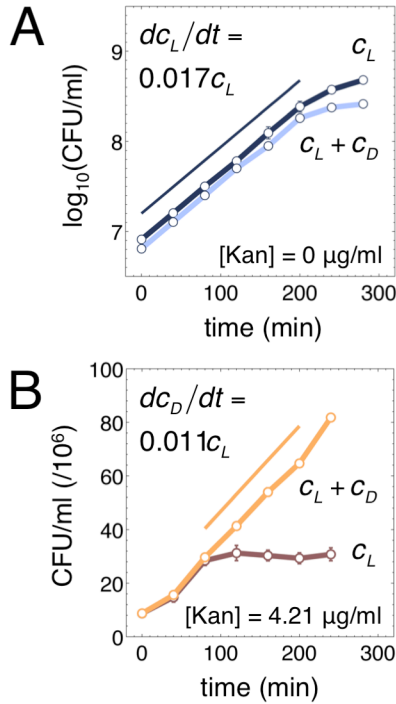 A
dc_L/dt =
0.017c_L
c_L
c_L + c_D
[Kan] = 0 µg/ml
log₁₀(CFU/ml)
9
8
7
0 100 200 300
time (min)
B
dc_D/dt =
0.011c_L
c_L + c_D
c_L
[Kan] = 4.21 µg/ml
CFU/ml (/10⁶)
100
80
60
40
20
0
0 100 200 300
time (min)